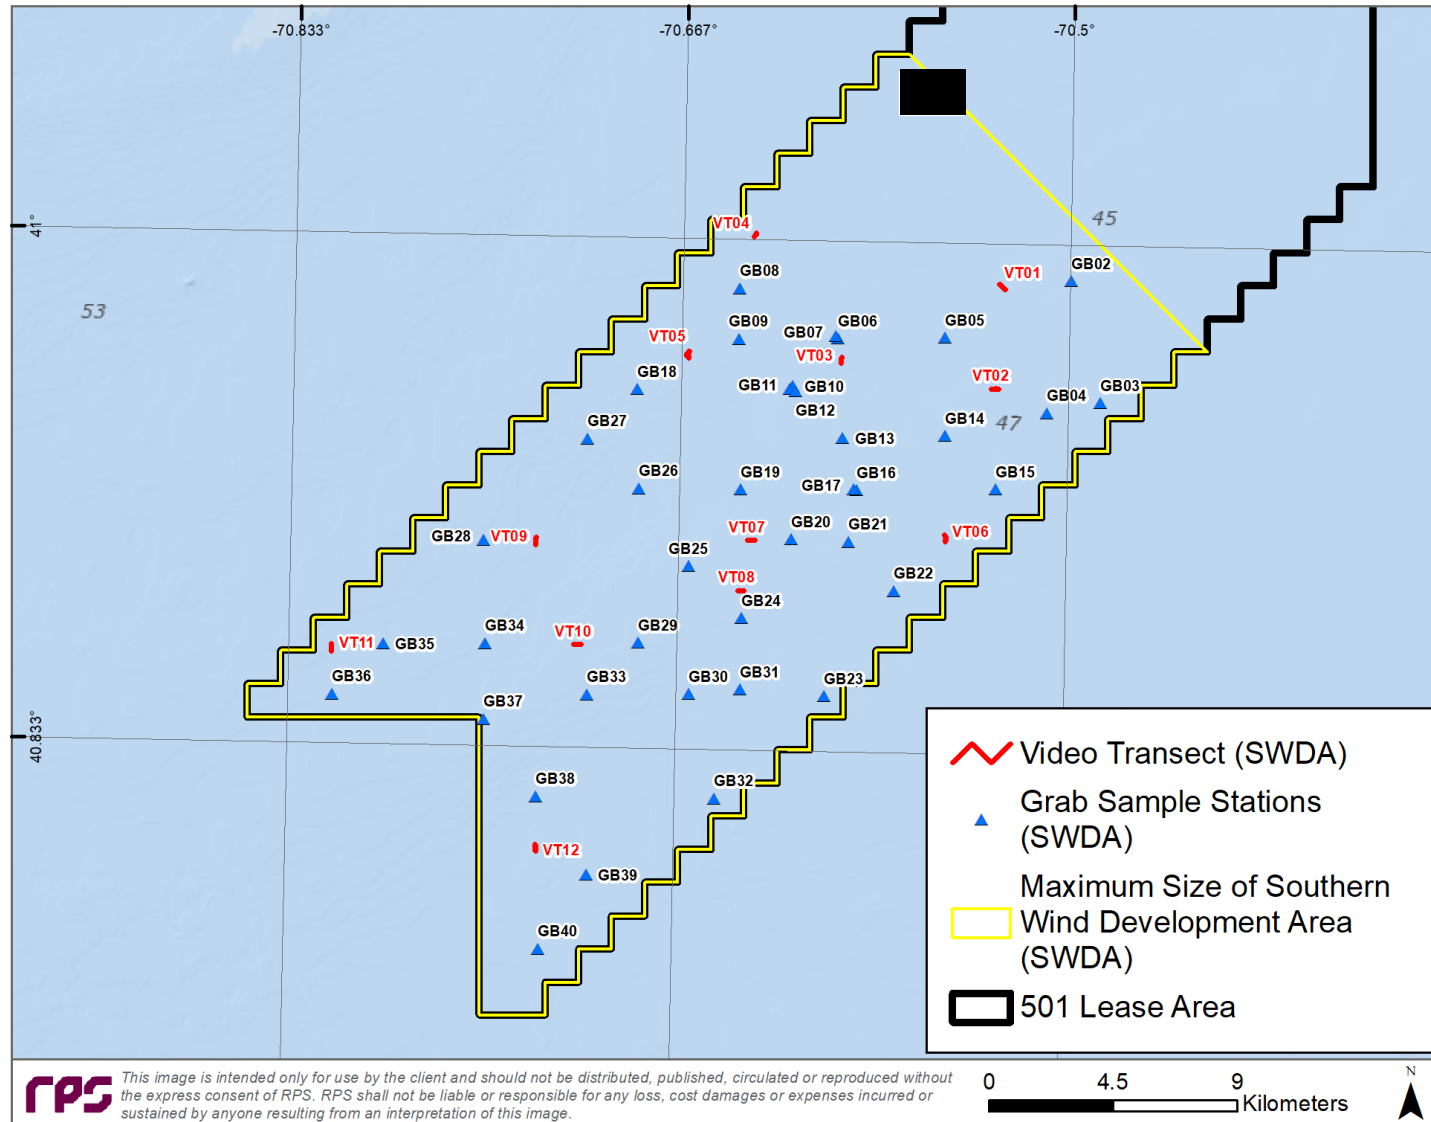 -70.833°
-70.667°
-70.5°
41°
40.833°
45
53
47
VT04
VT01
GB02
GB08
GB09
GB07
GB06
GB05
VT05
VT03
GB18
GB11
GB10
GB12
VT02
GB04
GB03
GB27
GB13
GB14
GB26
GB19
GB17
GB16
GB15
GB28
VT09
VT07
GB20
GB21
VT06
GB25
VT08
GB22
GB24
VT11
GB35
GB34
VT10
GB29
GB36
GB37
GB33
GB30
GB31
GB23
GB38
GB32
VT12
GB39
GB40
Video Transect (SWDA)
Grab Sample Stations
(SWDA)
Maximum Size of Southern
Wind Development Area
(SWDA)
501 Lease Area
rps
This image is intended only for use by the client and should not be distributed, published, circulated or reproduced without
the express consent of RPS. RPS shall not be liable or responsible for any loss, cost damages or expenses incurred or
sustained by anyone resulting from an interpretation of this image.
0 4.5 9
Kilometers
N